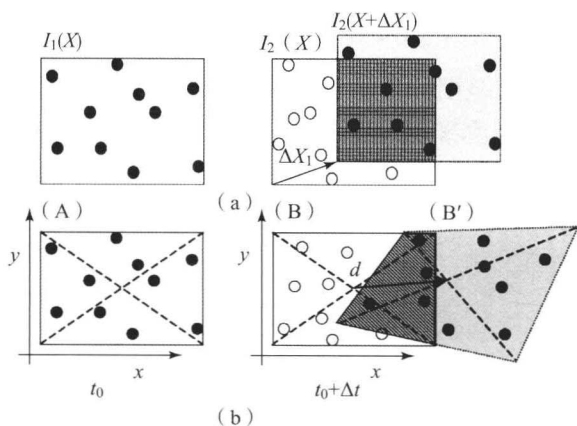 I₂(X+ΔX₁)
I₁(X)
I₂（X）
ΔX₁
（a）
（A）
（B）
（B′）
y
y
d
x
x
t₀
t₀+Δt
（b）